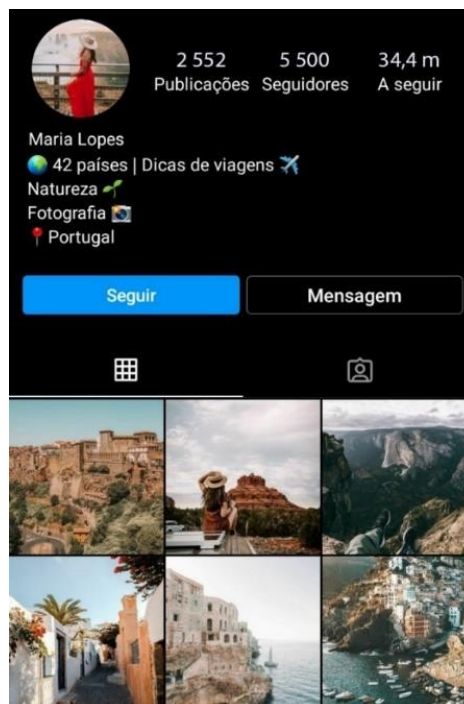 2 552 5 500 34,4 m
Publicações Seguidores A seguir
Maria Lopes
🌍 42 países | Dicas de viagens ✈️
Natureza 🌱
Fotografia 📸
📍Portugal
Seguir Mensagem